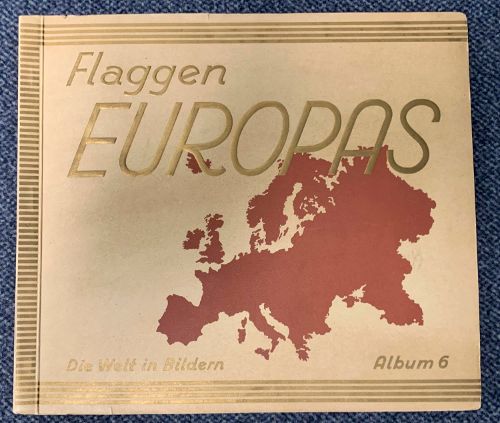 Flaggen
EUROPAS
Die Welt in Bildern
Album 6